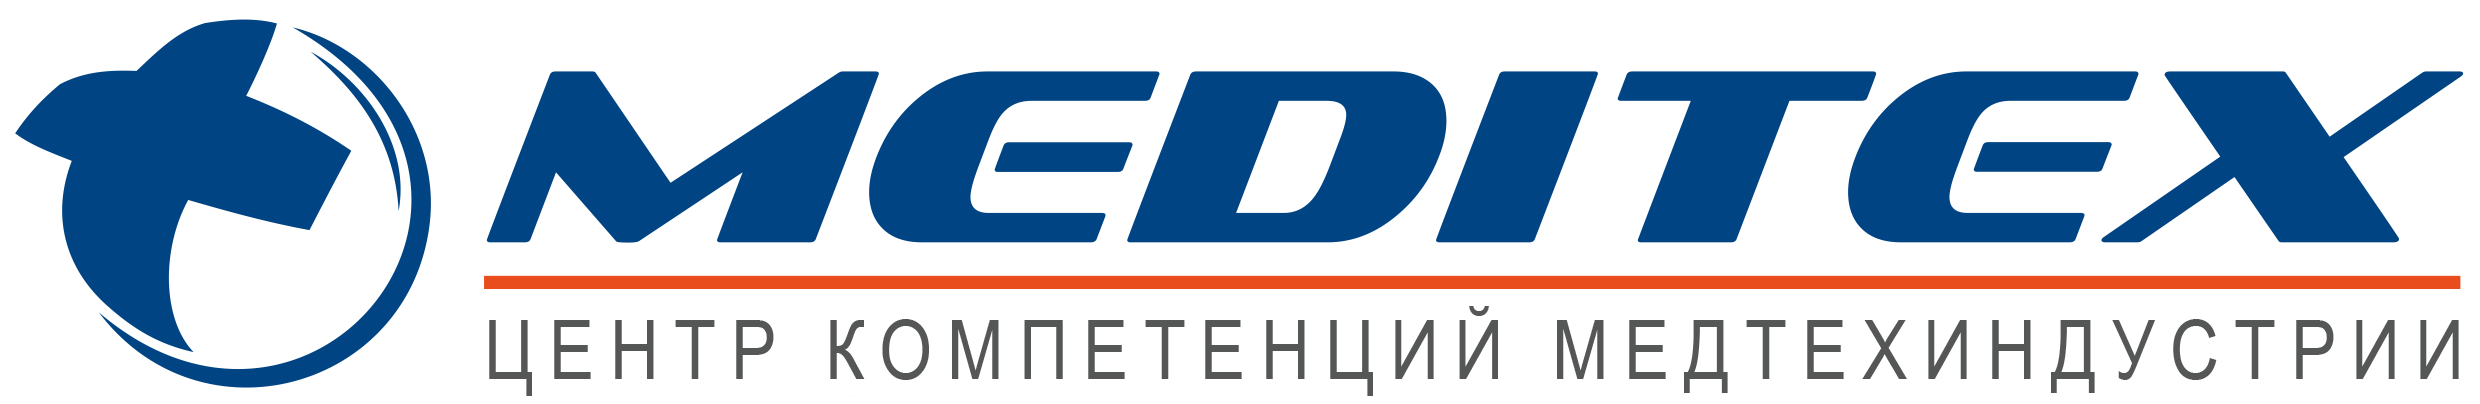 MEDITEX
ЦЕНТР КОМПЕТЕНЦИЙ МЕДТЕХИНДУСТРИИ